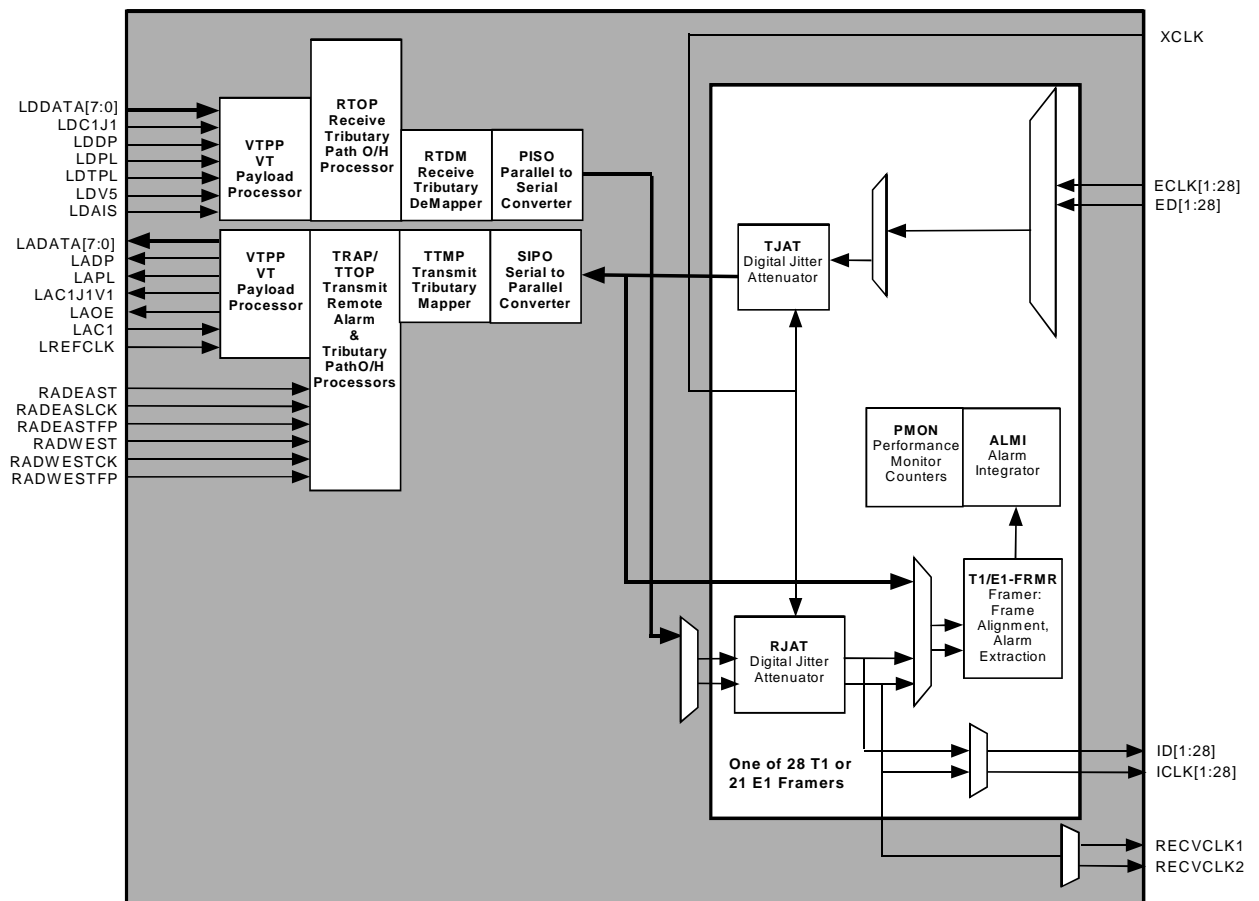 XCLK
LDDATA[7:0]
LDC1J1
LDDP
LDPL
LDTPL
LDV5
LDAIS
VTPP
VT
Payload
Processor
RTOP
Receive
Tributary
Path O/H
Processor
RTDM
Receive
Tributary
DeMapper
PISO
Parallel to
Serial
Converter
ECLK[1:28]
ED[1:28]
LADATA[7:0]
LADP
LAPL
LAC1J1V1
LAOE
LAC1
LREFCLK
VTPP
VT
Payload
Processor
TRAP/
TTOP
Transmit
Remote
Alarm
&
Tributary
PathO/H
Processors
TTMP
Transmit
Tributary
Mapper
SIPO
Serial to
Parallel
Converter
TJAT
Digital Jitter
Attenuator
RADEAST
RADEASLCK
RADEASTFP
RADWEST
RADWESTCK
RADWESTFP
PMON
Performance
Monitor
Counters
ALMI
Alarm
Integrator
T1/E1-FRMR
Framer:
Frame
Alignment,
Alarm
Extraction
RJAT
Digital Jitter
Attenuator
One of 28 T1 or
21 E1 Framers
ID[1:28]
ICLK[1:28]
RECVCLK1
RECVCLK2